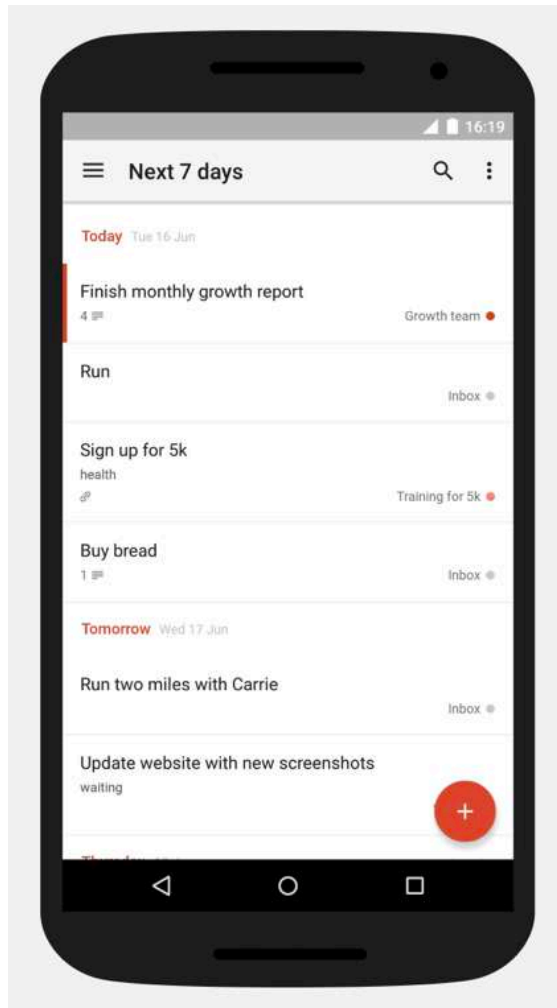 16:19
Next 7 days
Today Tue 16 Jun
Finish monthly growth report
4
Growth team
Run
Inbox
Sign up for 5k
health
Training for 5k
Buy bread
1
Inbox
Tomorrow Wed 17 Jun
Run two miles with Carrie
Inbox
Update website with new screenshots
waiting